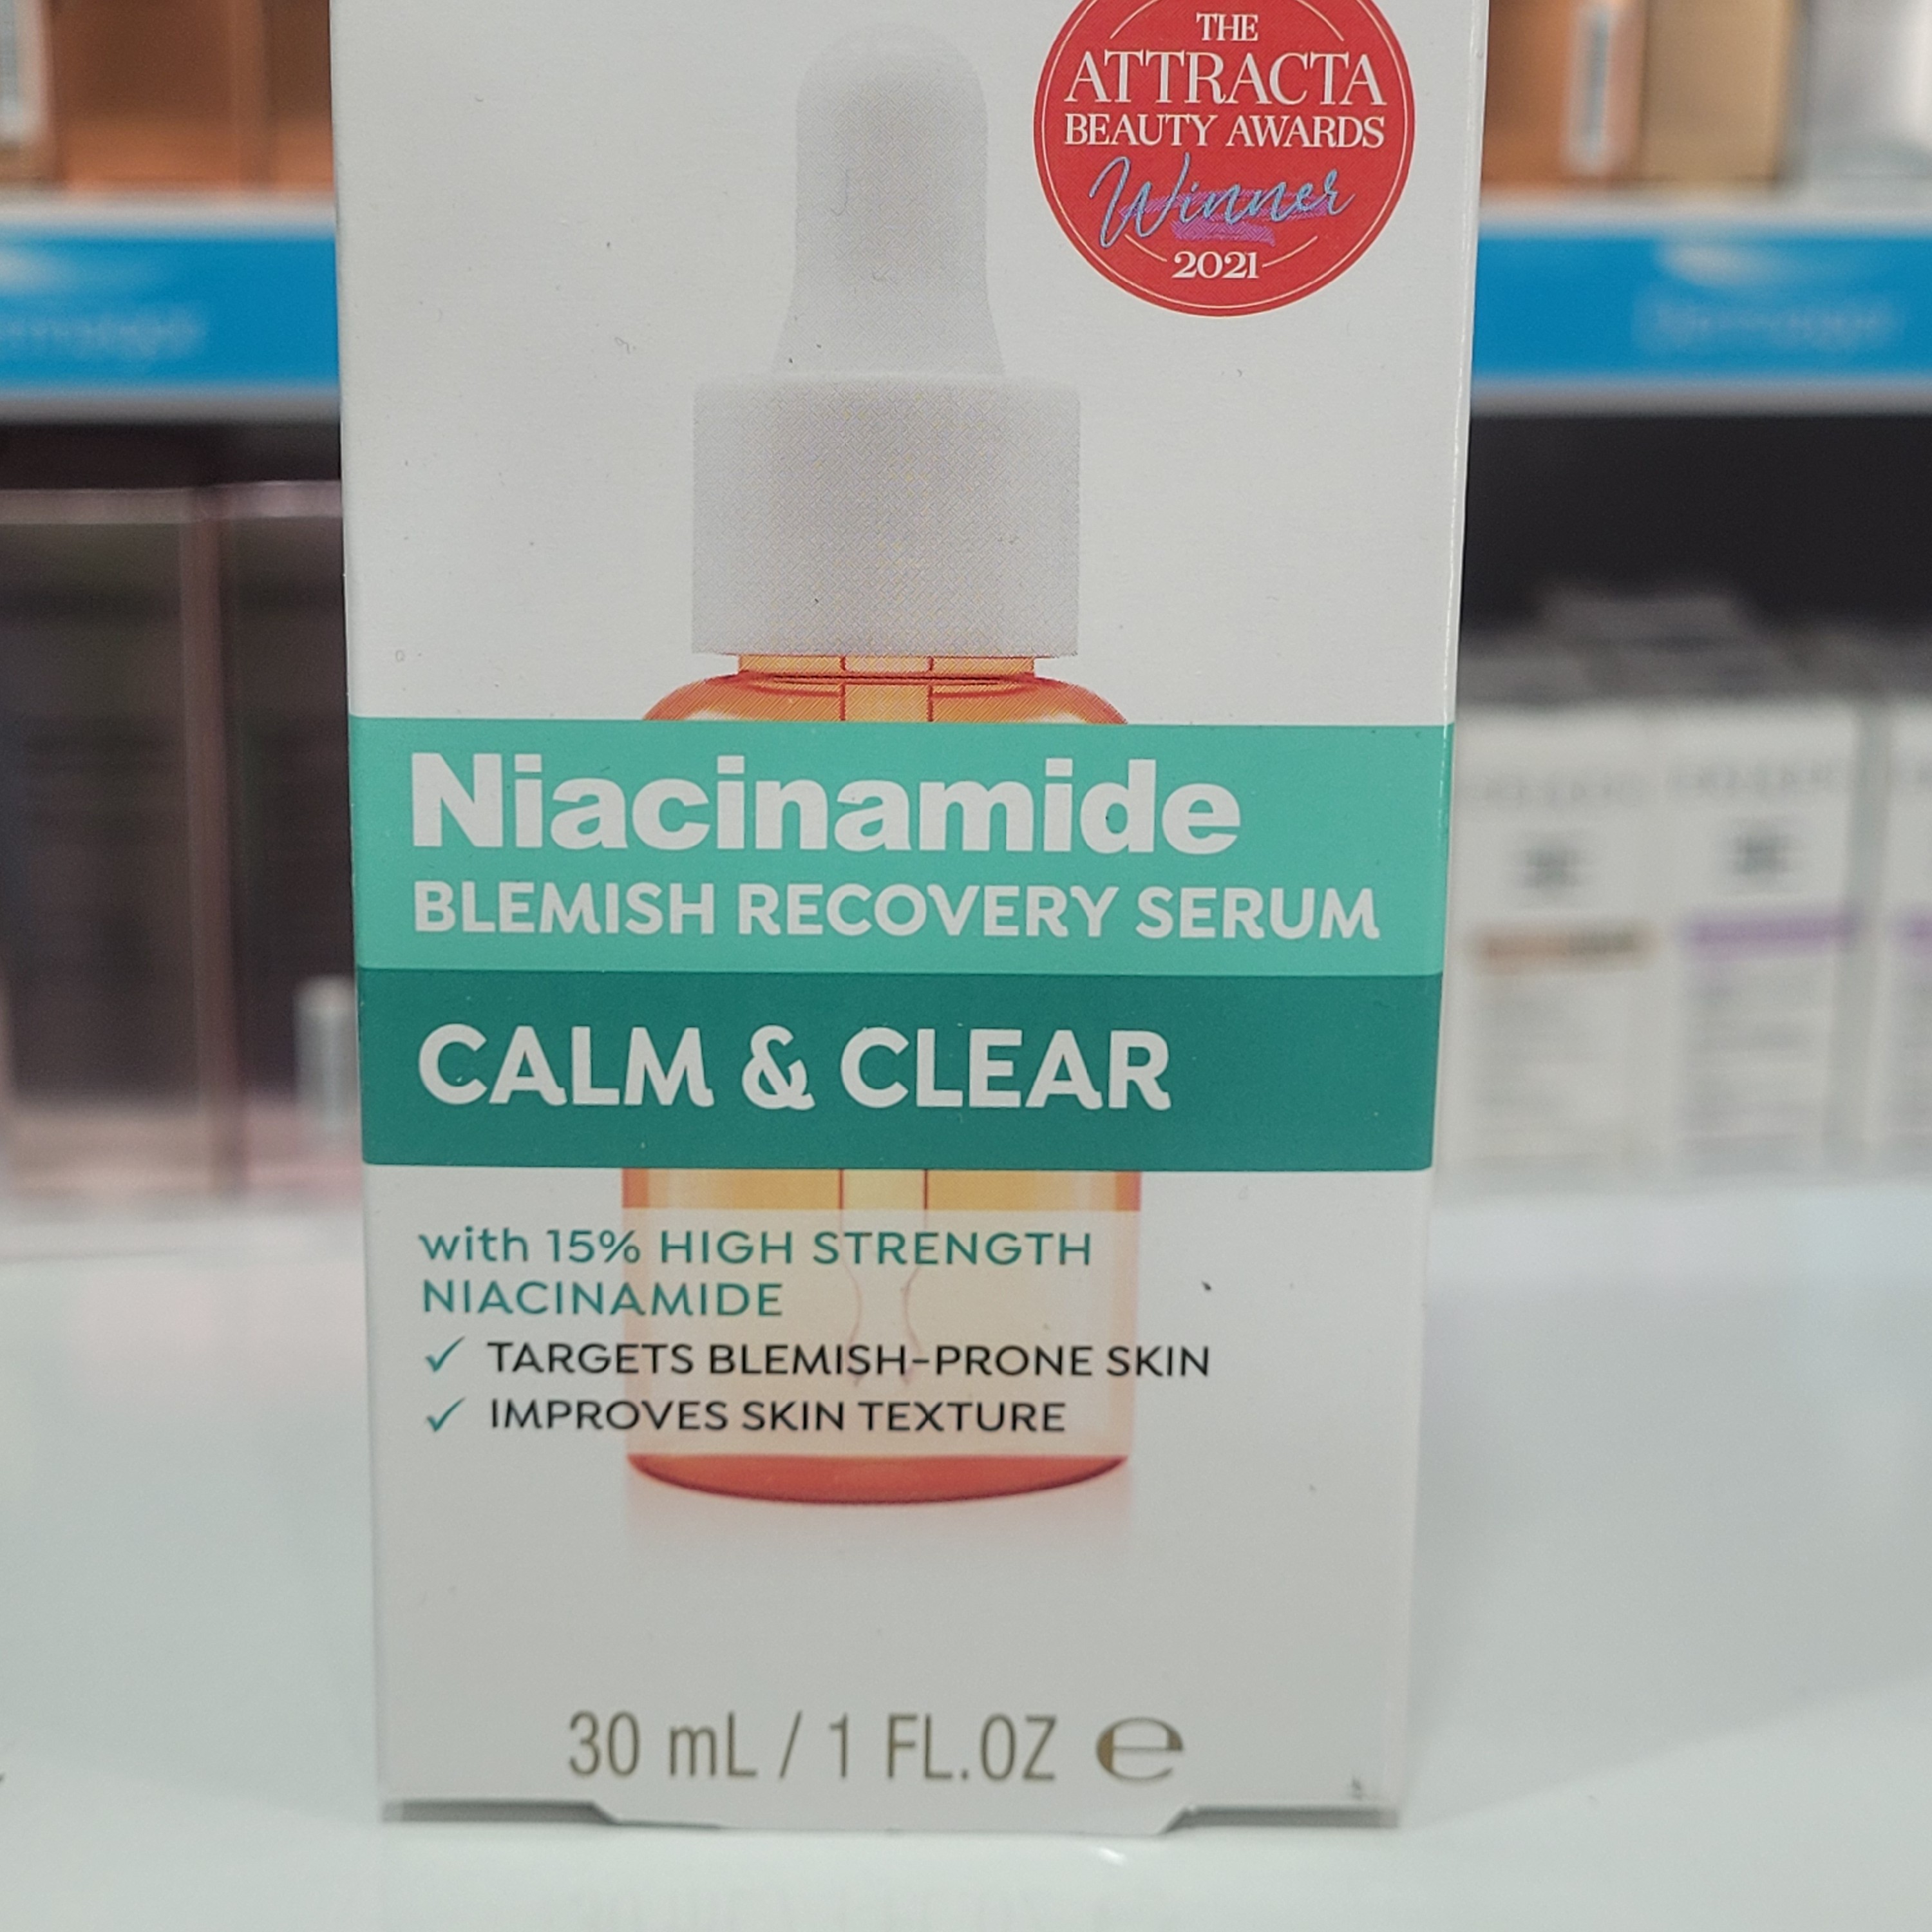 THE
ATTRACTA
BEAUTY AWARDS
Winner
2021
Niacinamide
BLEMISH RECOVERY SERUM
CALM & CLEAR
with 15% HIGH STRENGTH
NIACINAMIDE
✓ TARGETS BLEMISH-PRONE SKIN
✓ IMPROVES SKIN TEXTURE
30 mL / 1 FL.OZ ℮